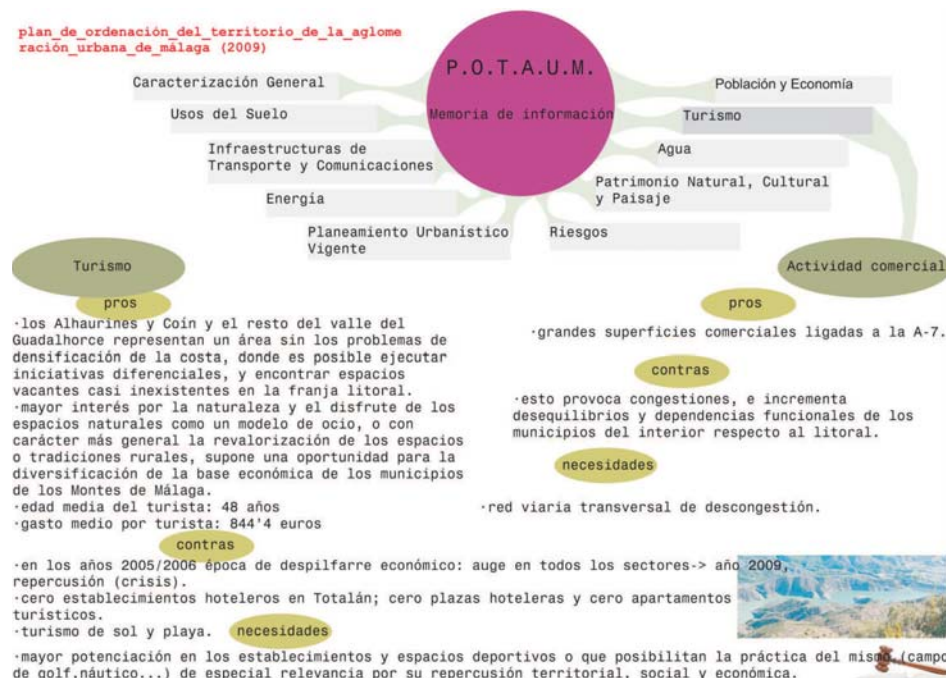 plan_de_ordenación_del_territorio_de_la_aglome
ración_urbana_de_málaga (2009)
P.O.T.A.U.M.
Memoria de información
Caracterización General
Usos del Suelo
Infraestructuras de
Transporte y Comunicaciones
Energía
Planeamiento Urbanístico
Vigente
Población y Economía
Turismo
Agua
Patrimonio Natural, Cultural
y Paisaje
Riesgos
Turismo
pros
·los Alhaurines y Coín y el resto del valle del
Guadalhorce representan un área sin los problemas de
densificación de la costa, donde es posible ejecutar
iniciativas diferenciales, y encontrar espacios
vacantes casi inexistentes en la franja litoral.
·mayor interés por la naturaleza y el disfrute de los
espacios naturales como un modelo de ocio, o con
carácter más general la revalorización de los espacios
o tradiciones rurales, supone una oportunidad para la
diversificación de la base económica de los municipios
de los Montes de Málaga.
·edad media del turista: 48 años
·gasto medio por turista: 844'4 euros
contras
·en los años 2005/2006 época de despilfarre económico: auge en todos los sectores-> año 2009,
repercusión (crisis).
·cero establecimientos hoteleros en Totalán; cero plazas hoteleras y cero apartamentos
turísticos.
·turismo de sol y playa.
necesidades
·mayor potenciación en los establecimientos y espacios deportivos o que posibilitan la práctica del mismo.(campo
de golf,náutico...) de especial relevancia por su repercusión territorial, social y económica.
Actividad comercial
pros
·grandes superficies comerciales ligadas a la A-7.
contras
·esto provoca congestiones, e incrementa
desequilibrios y dependencias funcionales de los
municipios del interior respecto al litoral.
necesidades
·red viaria transversal de descongestión.